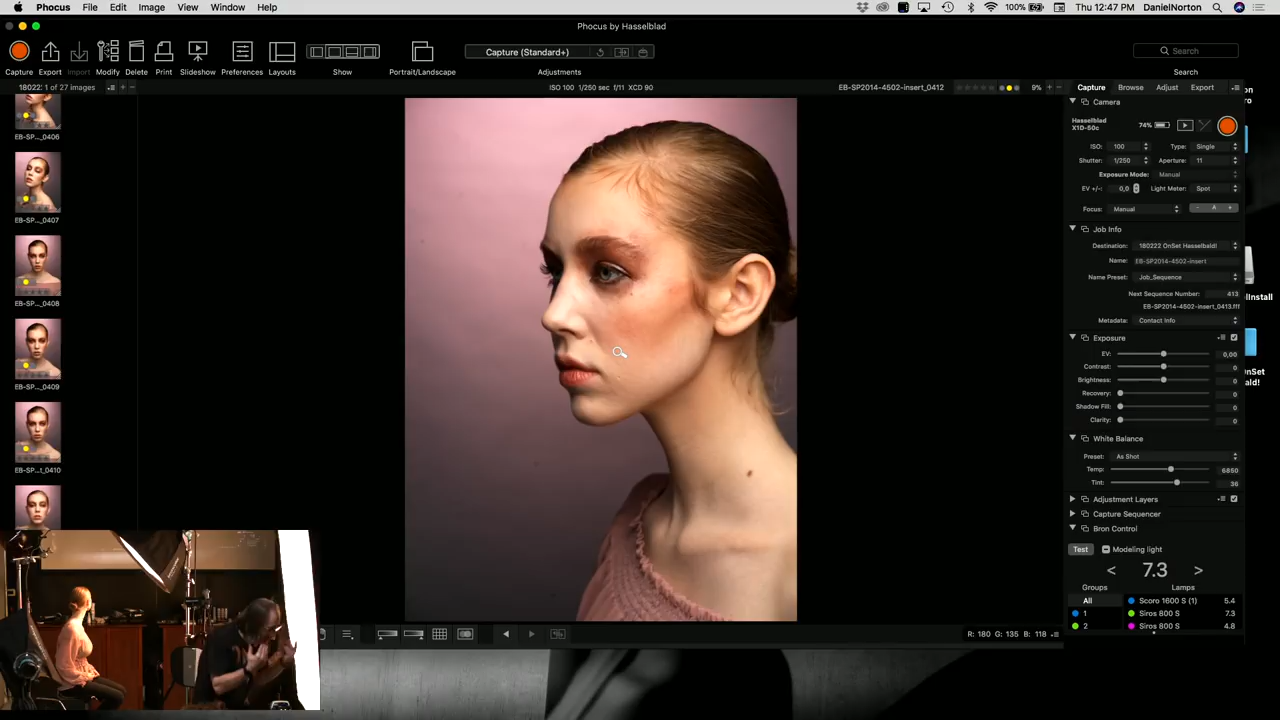 Phocus File Edit Image View Window Help
100% Thu 12:47 PM DanielNorton
Phocus by Hasselblad
Capture (Standard+)
Search
Capture Export Import Modify Delete Print Slideshow Preferences Layouts Show Portrait/Landscape Adjustments Search
18022: 1 of 27 images
ISO 100 1/250 sec f/11 XCD 90
EB-SP2014-4502-insert_0412
9%
Capture Browse Adjust Export
EB-SP..._0406
EB-SP..._0407
EB-SP..._0408
EB-SP..._0409
EB-SP...t_0410
Camera
Hasselblad
X1D-50c
74%
ISO: 100 Type: Single
Shutter: 1/250 Aperture: 11
Exposure Mode: Manual
EV +/-: 0,0 Light Meter: Spot
Focus: Manual - A +
Job Info
Destination: 180222 OnSet Hasselblad!
Name: EB-SP2014-4502-insert
Name Preset: Job_Sequence
Next Sequence Number: 413
EB-SP2014-4502-insert_0413.fff
Metadata: Contact Info
Exposure
EV: 0,00
Contrast: 0
Brightness: 0
Recovery: 0
Shadow Fill: 0
Clarity: 0
White Balance
Preset: As Shot
Temp: 6850
Tint: 36
Adjustment Layers
Capture Sequencer
Bron Control
Test Modeling light
< 7.3 >
Groups Lamps
All Scoro 1600 S (1) 5.4
1 Siros 800 S 7.3
2 Siros 800 S 4.8
R: 180 G: 135 B: 118